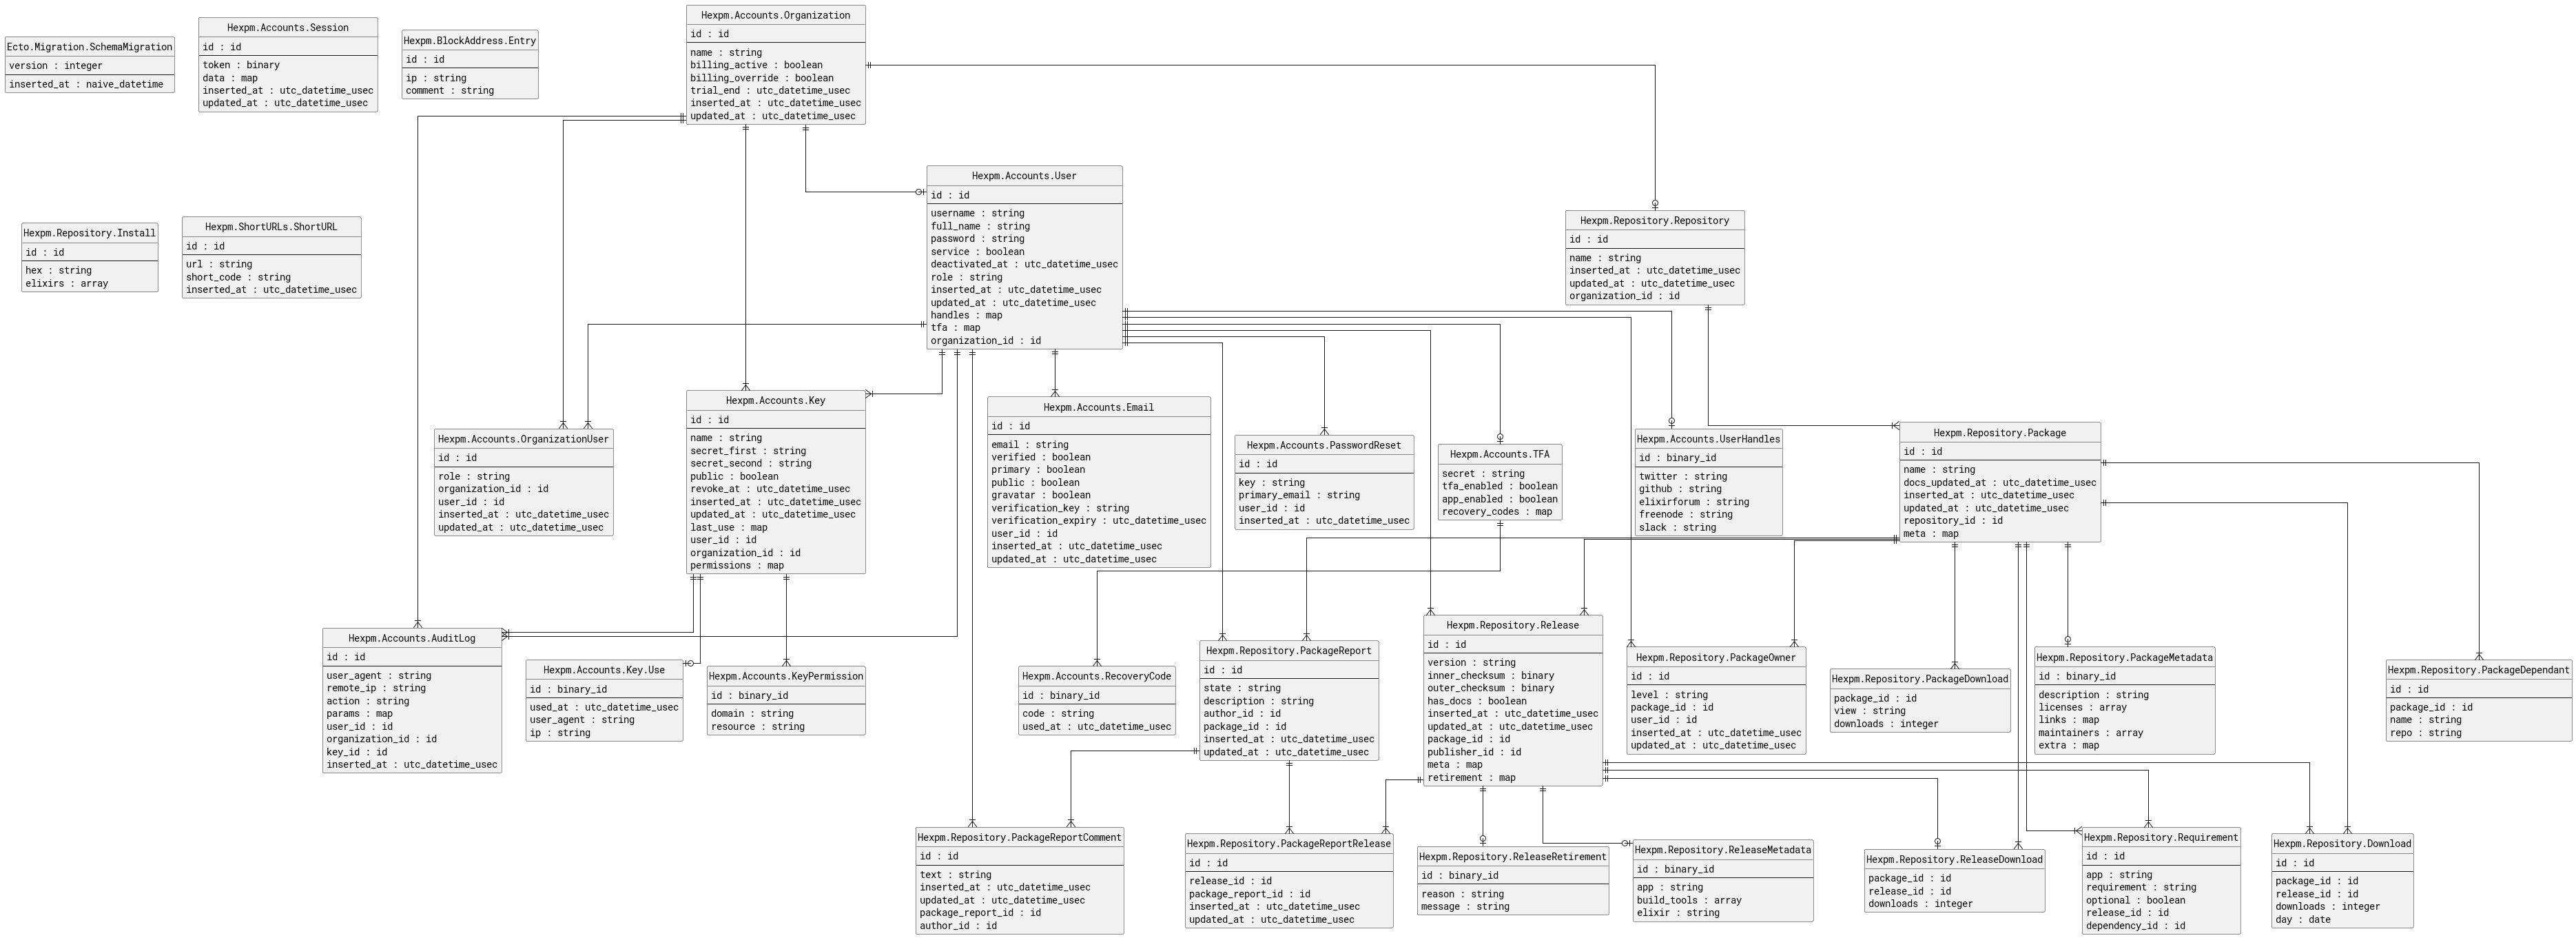 Ecto.Migration.SchemaMigration
version : integer
inserted_at : naive_datetime
Hexpm.Accounts.Session
id : id
token : binary
data : map
inserted_at : utc_datetime_usec
updated_at : utc_datetime_usec
Hexpm.BlockAddress.Entry
id : id
ip : string
comment : string
Hexpm.Accounts.Organization
id : id
name : string
billing_active : boolean
billing_override : boolean
trial_end : utc_datetime_usec
inserted_at : utc_datetime_usec
updated_at : utc_datetime_usec
Hexpm.Repository.Install
id : id
hex : string
elixirs : array
Hexpm.ShortURLs.ShortURL
id : id
url : string
short_code : string
inserted_at : utc_datetime_usec
Hexpm.Accounts.User
id : id
username : string
full_name : string
password : string
service : boolean
deactivated_at : utc_datetime_usec
role : string
inserted_at : utc_datetime_usec
updated_at : utc_datetime_usec
handles : map
tfa : map
organization_id : id
Hexpm.Repository.Repository
id : id
name : string
inserted_at : utc_datetime_usec
updated_at : utc_datetime_usec
organization_id : id
Hexpm.Accounts.OrganizationUser
id : id
role : string
organization_id : id
user_id : id
inserted_at : utc_datetime_usec
updated_at : utc_datetime_usec
Hexpm.Accounts.Key
id : id
name : string
secret_first : string
secret_second : string
public : boolean
revoke_at : utc_datetime_usec
inserted_at : utc_datetime_usec
updated_at : utc_datetime_usec
last_use : map
user_id : id
organization_id : id
permissions : map
Hexpm.Accounts.Email
id : id
email : string
verified : boolean
primary : boolean
public : boolean
gravatar : boolean
verification_key : string
verification_expiry : utc_datetime_usec
user_id : id
inserted_at : utc_datetime_usec
updated_at : utc_datetime_usec
Hexpm.Accounts.PasswordReset
id : id
key : string
primary_email : string
user_id : id
inserted_at : utc_datetime_usec
Hexpm.Accounts.TFA
secret : string
tfa_enabled : boolean
app_enabled : boolean
recovery_codes : map
Hexpm.Accounts.UserHandles
id : binary_id
twitter : string
github : string
elixirforum : string
freenode : string
slack : string
Hexpm.Repository.Package
id : id
name : string
docs_updated_at : utc_datetime_usec
inserted_at : utc_datetime_usec
updated_at : utc_datetime_usec
repository_id : id
meta : map
Hexpm.Accounts.AuditLog
id : id
user_agent : string
remote_ip : string
action : string
params : map
user_id : id
organization_id : id
key_id : id
inserted_at : utc_datetime_usec
Hexpm.Accounts.Key.Use
id : binary_id
used_at : utc_datetime_usec
user_agent : string
ip : string
Hexpm.Accounts.KeyPermission
id : binary_id
domain : string
resource : string
Hexpm.Accounts.RecoveryCode
id : binary_id
code : string
used_at : utc_datetime_usec
Hexpm.Repository.PackageReport
id : id
state : string
description : string
author_id : id
package_id : id
inserted_at : utc_datetime_usec
updated_at : utc_datetime_usec
Hexpm.Repository.Release
id : id
version : string
inner_checksum : binary
outer_checksum : binary
has_docs : boolean
inserted_at : utc_datetime_usec
updated_at : utc_datetime_usec
package_id : id
publisher_id : id
meta : map
retirement : map
Hexpm.Repository.PackageOwner
id : id
level : string
package_id : id
user_id : id
inserted_at : utc_datetime_usec
updated_at : utc_datetime_usec
Hexpm.Repository.PackageDownload
package_id : id
view : string
downloads : integer
Hexpm.Repository.PackageMetadata
id : binary_id
description : string
licenses : array
links : map
maintainers : array
extra : map
Hexpm.Repository.PackageDependant
id : id
package_id : id
name : string
repo : string
Hexpm.Repository.PackageReportComment
id : id
text : string
inserted_at : utc_datetime_usec
updated_at : utc_datetime_usec
package_report_id : id
author_id : id
Hexpm.Repository.PackageReportRelease
id : id
release_id : id
package_report_id : id
inserted_at : utc_datetime_usec
updated_at : utc_datetime_usec
Hexpm.Repository.ReleaseRetirement
id : binary_id
reason : string
message : string
Hexpm.Repository.ReleaseMetadata
id : binary_id
app : string
build_tools : array
elixir : string
Hexpm.Repository.ReleaseDownload
package_id : id
release_id : id
downloads : integer
Hexpm.Repository.Requirement
id : id
app : string
requirement : string
optional : boolean
release_id : id
dependency_id : id
Hexpm.Repository.Download
id : id
package_id : id
release_id : id
downloads : integer
day : date